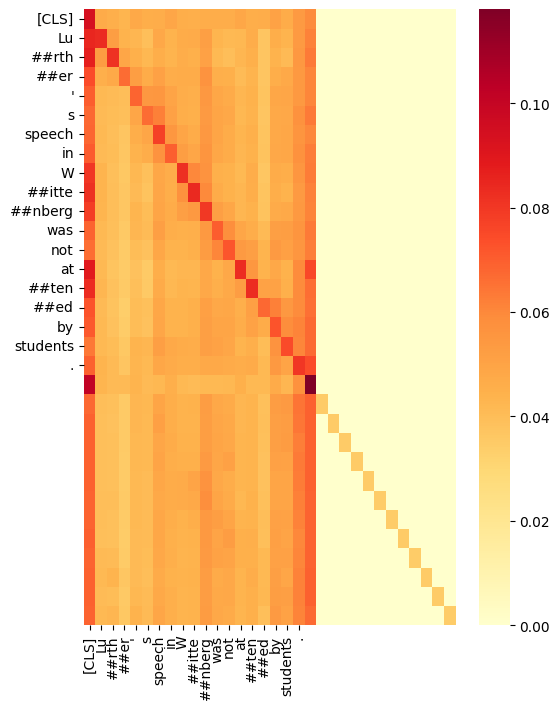 [CLS]
Lu
##rth
##er
'
s
speech
in
W
##itte
##nberg
was
not
at
##ten
##ed
by
students
.
[CLS]
Lu
##rth
##er
'
s
speech
in
W
##itte
##nberg
was
not
at
##ten
##ed
by
students
.
0.10
0.08
0.06
0.04
0.02
0.00